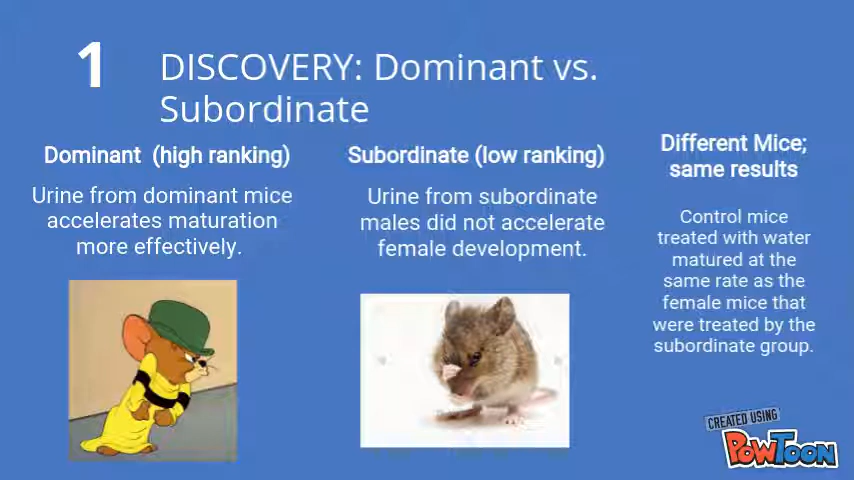 1
DISCOVERY: Dominant vs.
Subordinate
Dominant (high ranking)
Urine from dominant mice
accelerates maturation
more effectively.
Subordinate (low ranking)
Urine from subordinate
males did not accelerate
female development.
Different Mice;
same results
Control mice
treated with water
matured at the
same rate as the
female mice that
were treated by the
subordinate group.
CREATED USING
POWTOON